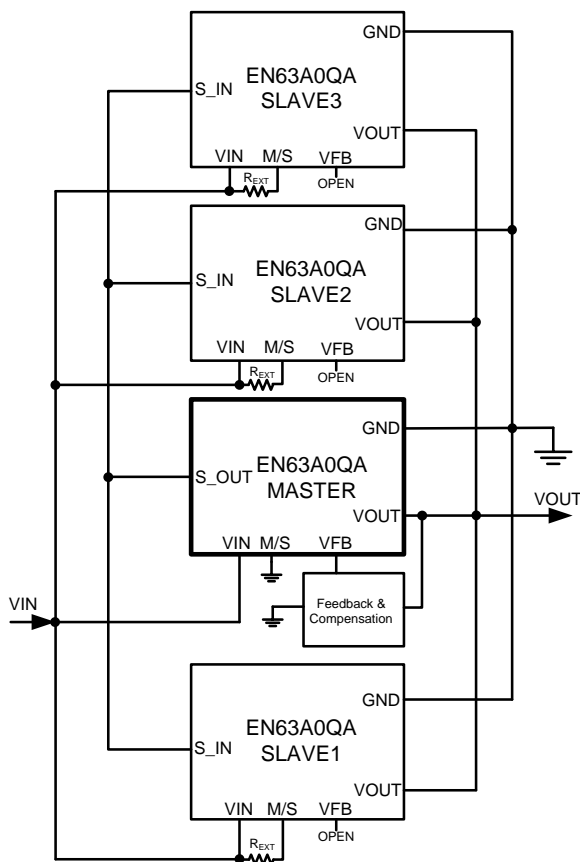 GND
EN63A0QA
S_IN
SLAVE3
VOUT
VIN M/S VFB
REXT
OPEN
GND
EN63A0QA
S_IN
SLAVE2
VOUT
VIN M/S VFB
REXT
OPEN
GND
EN63A0QA
S_OUT
MASTER
VOUT
VOUT
VIN M/S VFB
VIN
Feedback &
Compensation
GND
EN63A0QA
S_IN
SLAVE1
VOUT
VIN M/S VFB
REXT
OPEN